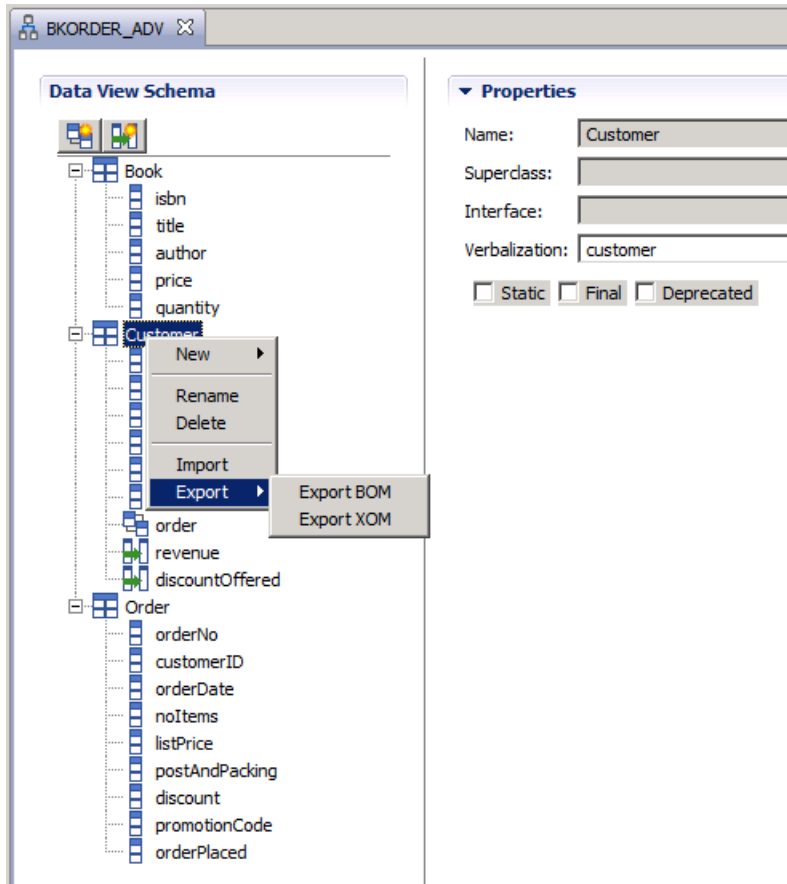 BKORDER_ADV
Data View Schema
Book
isbn
title
author
price
quantity
Customer
New
Rename
Delete
Import
Export
Export BOM
Export XOM
order
revenue
discountOffered
Order
orderNo
customerID
orderDate
noItems
listPrice
postAndPacking
discount
promotionCode
orderPlaced
Properties
Name: Customer
Superclass:
Interface:
Verbalization: customer
Static Final Deprecated